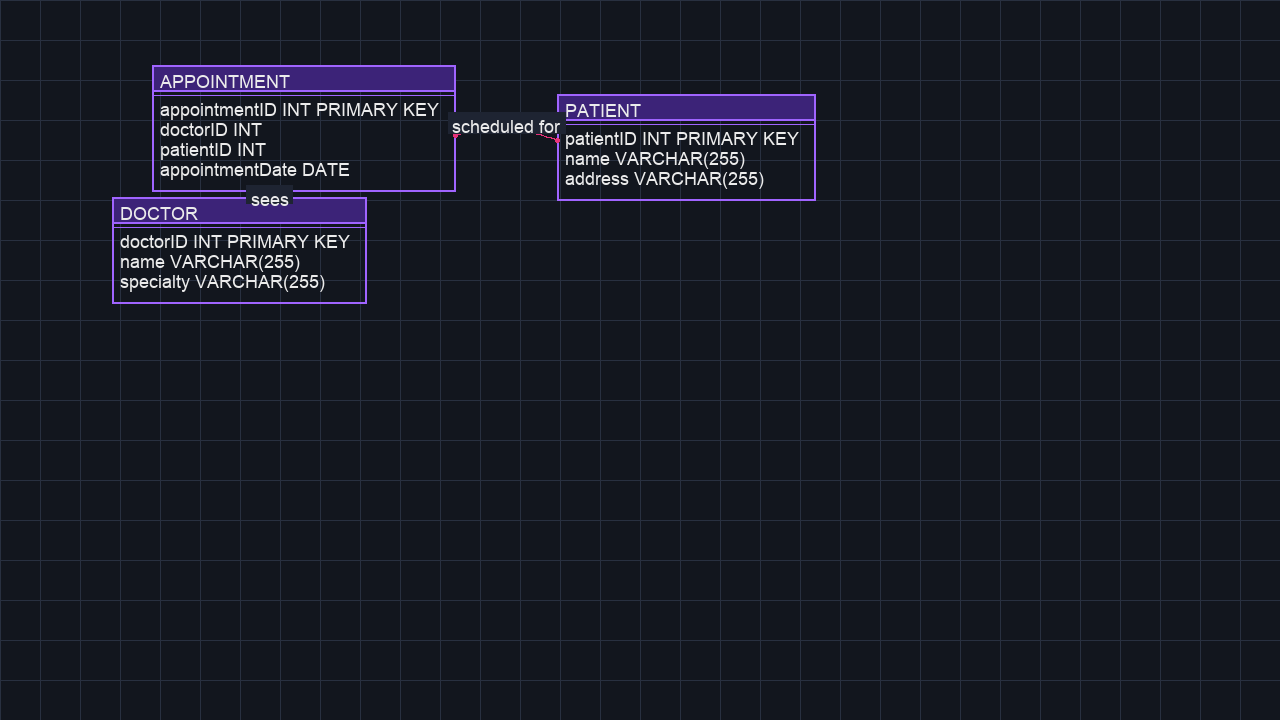 APPOINTMENT
appointmentID INT PRIMARY KEY
doctorID INT
patientID INT
appointmentDate DATE
scheduled for
PATIENT
patientID INT PRIMARY KEY
name VARCHAR(255)
address VARCHAR(255)
sees
DOCTOR
doctorID INT PRIMARY KEY
name VARCHAR(255)
specialty VARCHAR(255)